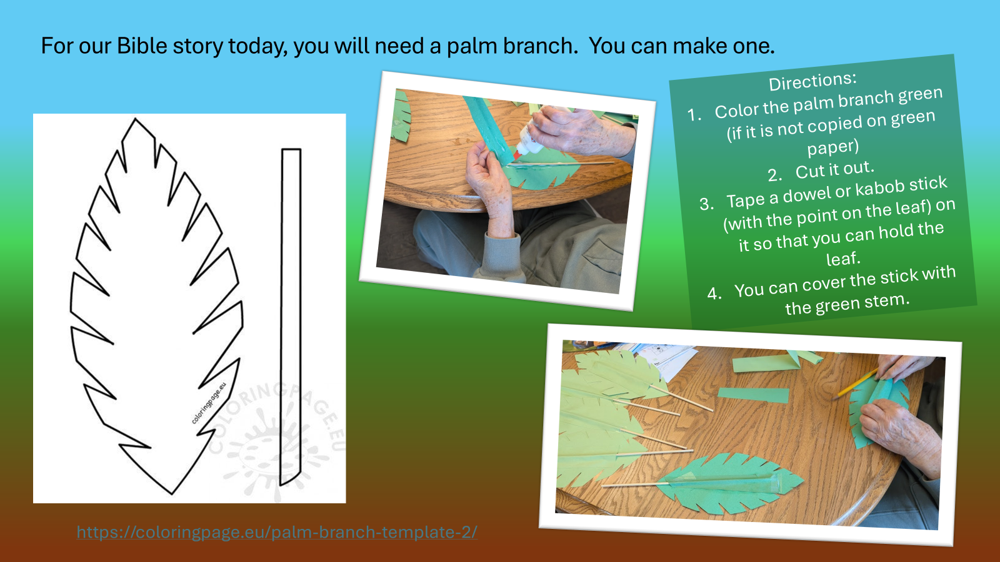 For our Bible story today, you will need a palm branch.  You can make one.
Directions:
1. Color the palm branch green
(if it is not copied on green
paper)
2. Cut it out.
3. Tape a dowel or kabob stick
(with the point on the leaf) on
it so that you can hold the
leaf.
4. You can cover the stick with
the green stem.
coloringpage.eu
COLORINGPAGE.EU
https://coloringpage.eu/palm-branch-template-2/